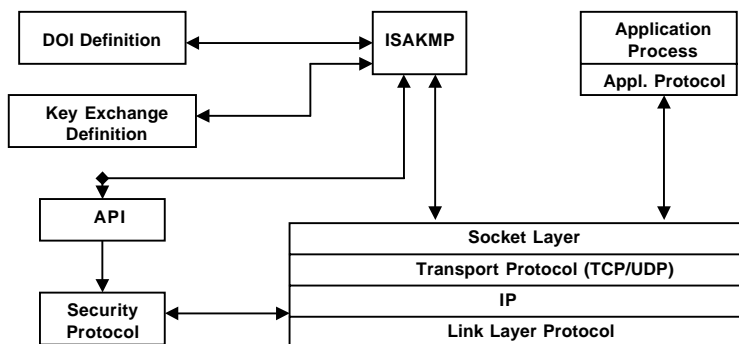 DOI Definition
ISAKMP
Application
Process
Appl. Protocol
Key Exchange
Definition
API
Socket Layer
Transport Protocol (TCP/UDP)
IP
Link Layer Protocol
Security
Protocol